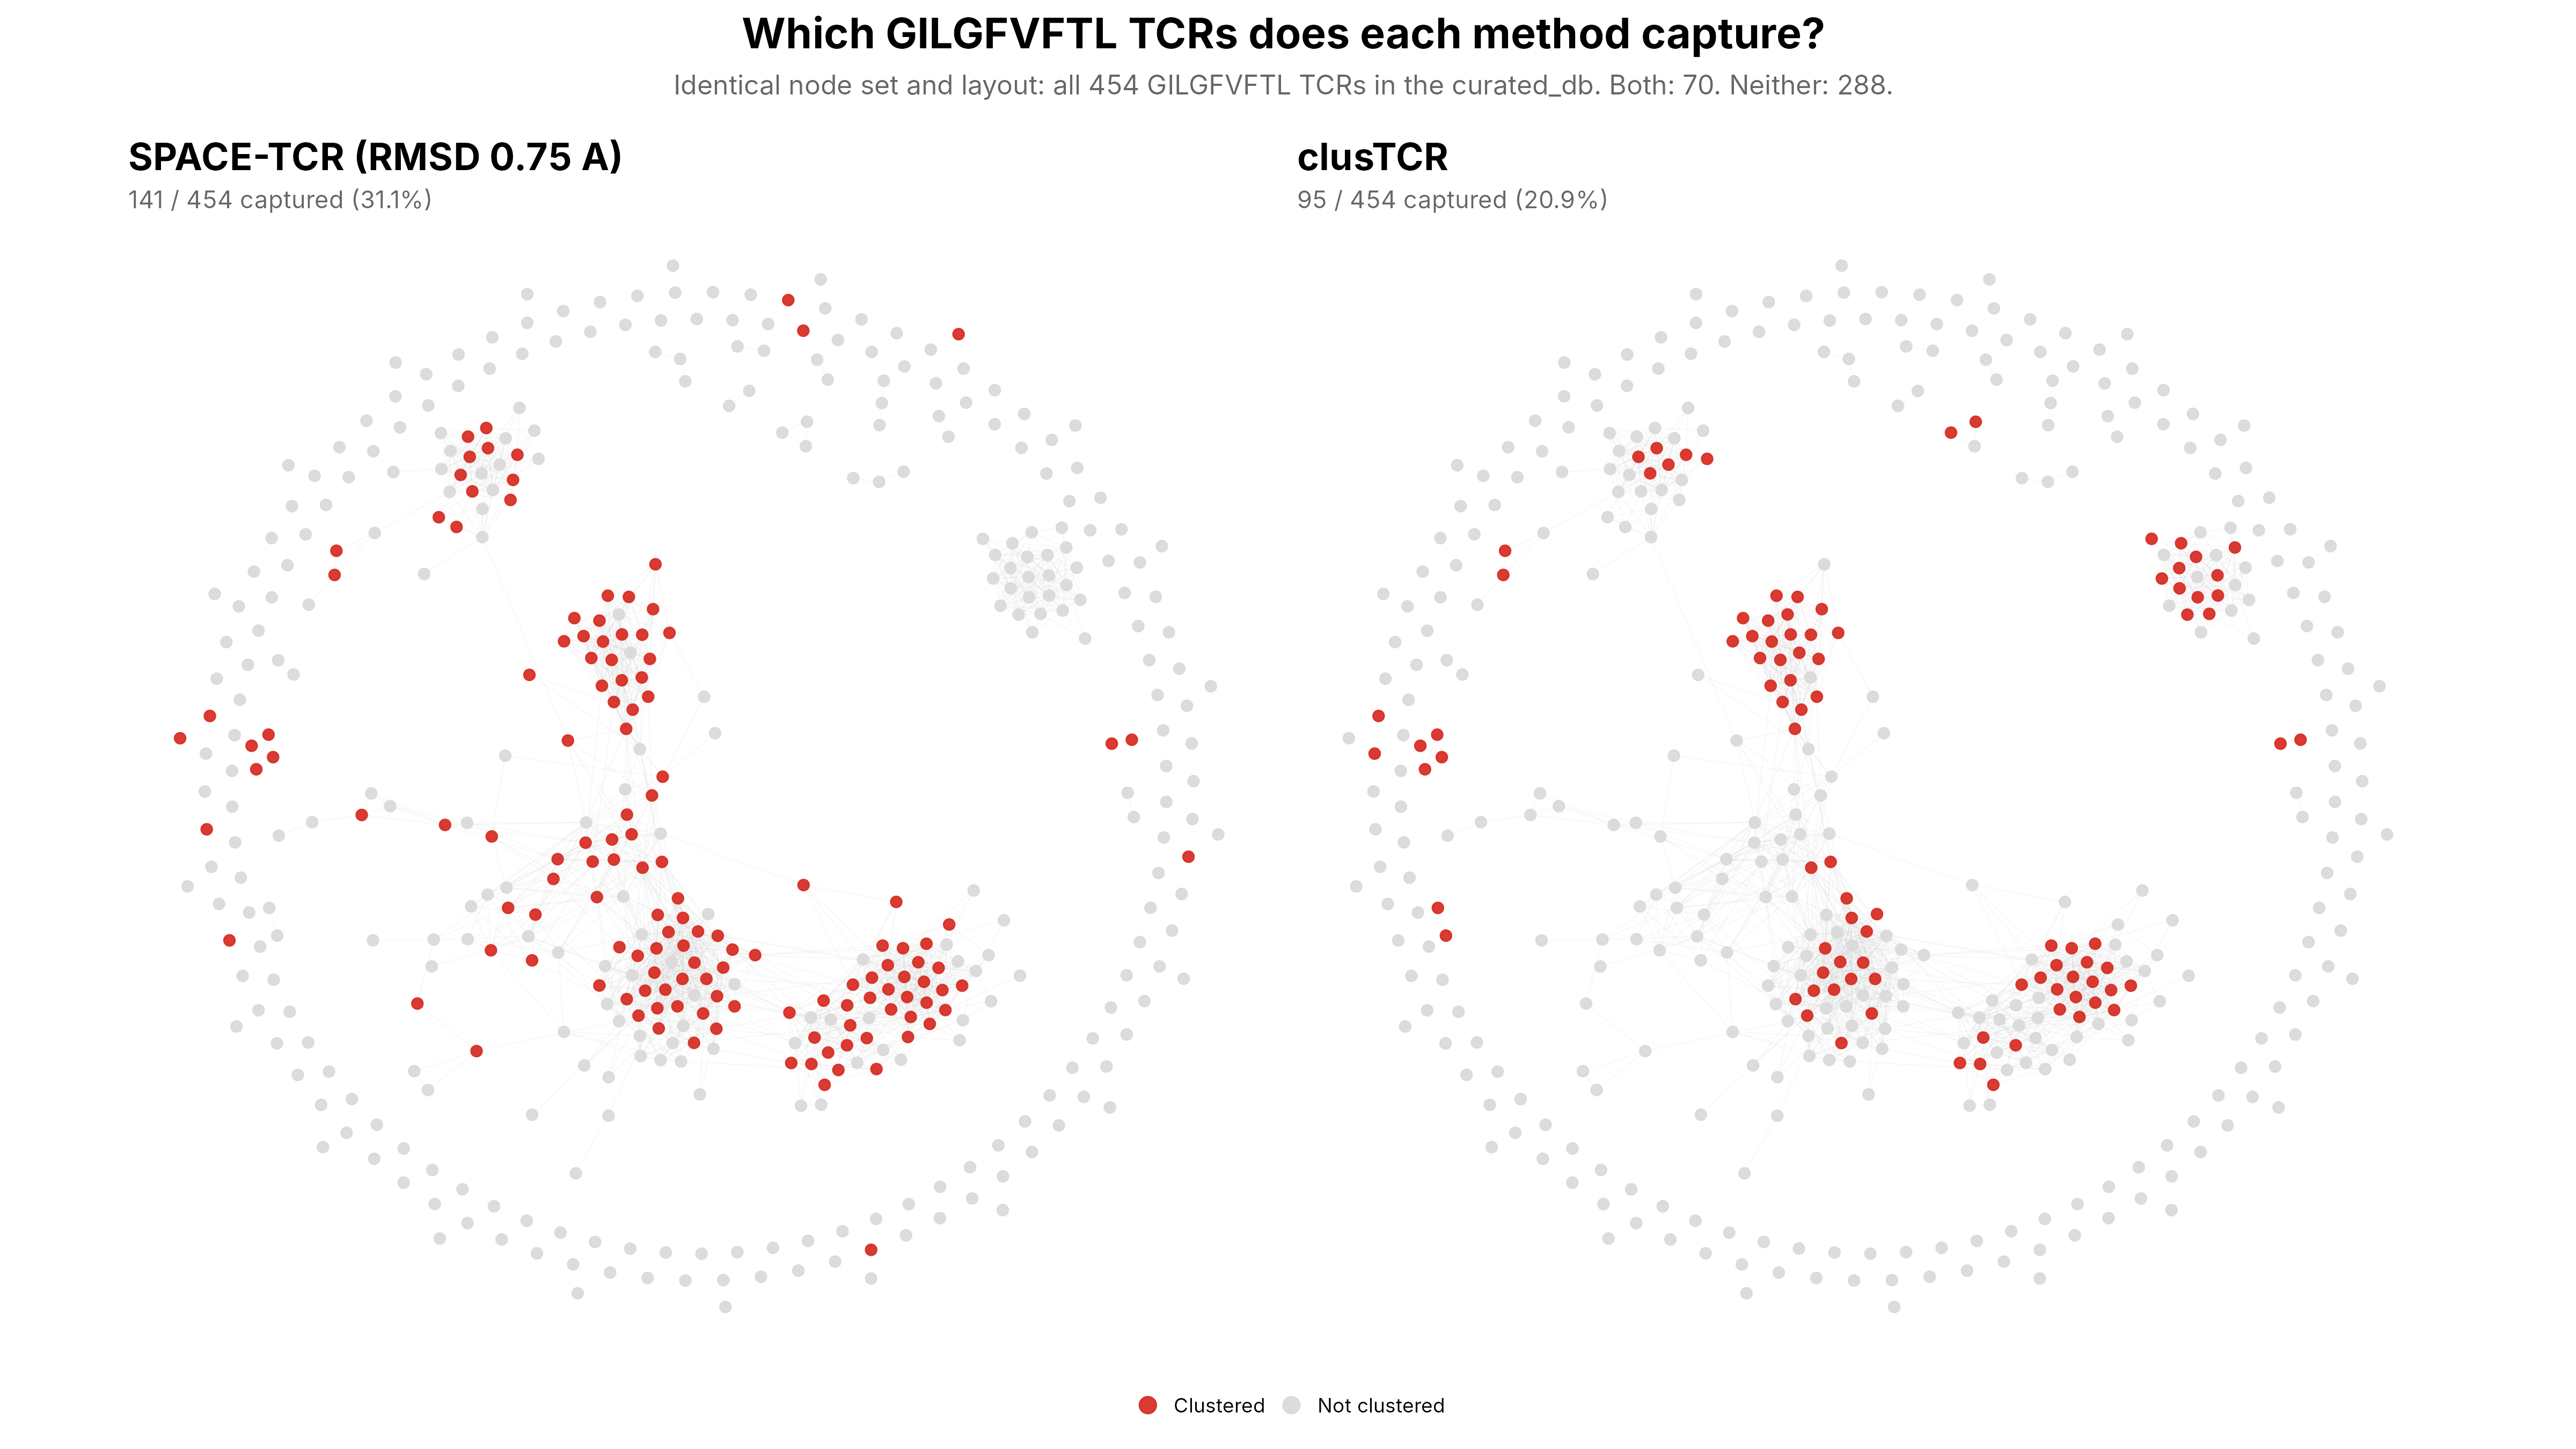 Which GILGFVFTL TCRs does each method capture?
Identical node set and layout: all 454 GILGFVFTL TCRs in the curated_db. Both: 70. Neither: 288.
SPACE-TCR (RMSD 0.75 A)
141 / 454 captured (31.1%)
clusTCR
95 / 454 captured (20.9%)
Clustered
Not clustered